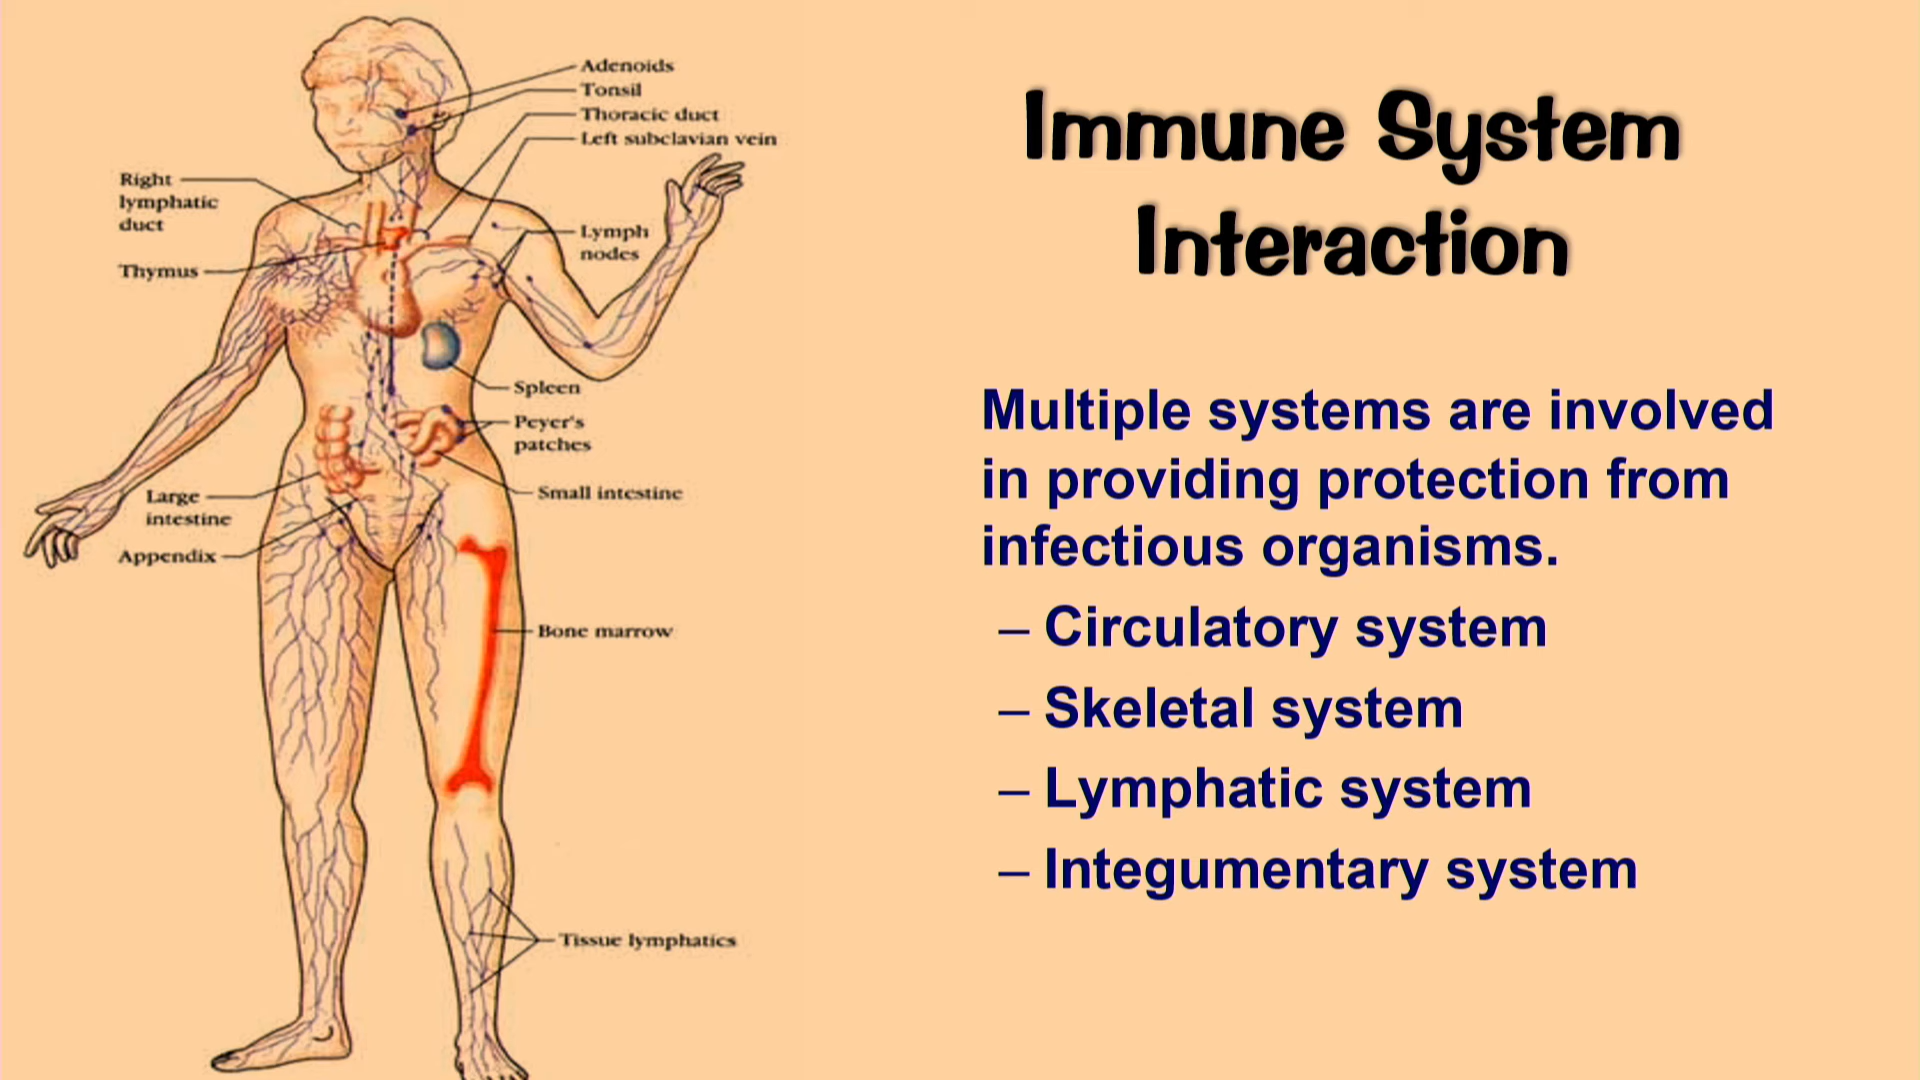 Adenoids
Tonsil
Thoracic duct
Left subclavian vein
Right
lymphatic
duct
Thymus
Lymph
nodes
Spleen
Peyer's
patches
Large
intestine
Small intestine
Appendix
Bone marrow
Tissue lymphatics
Immune System
Interaction
Multiple systems are involved
in providing protection from
infectious organisms.
– Circulatory system
– Skeletal system
– Lymphatic system
– Integumentary system